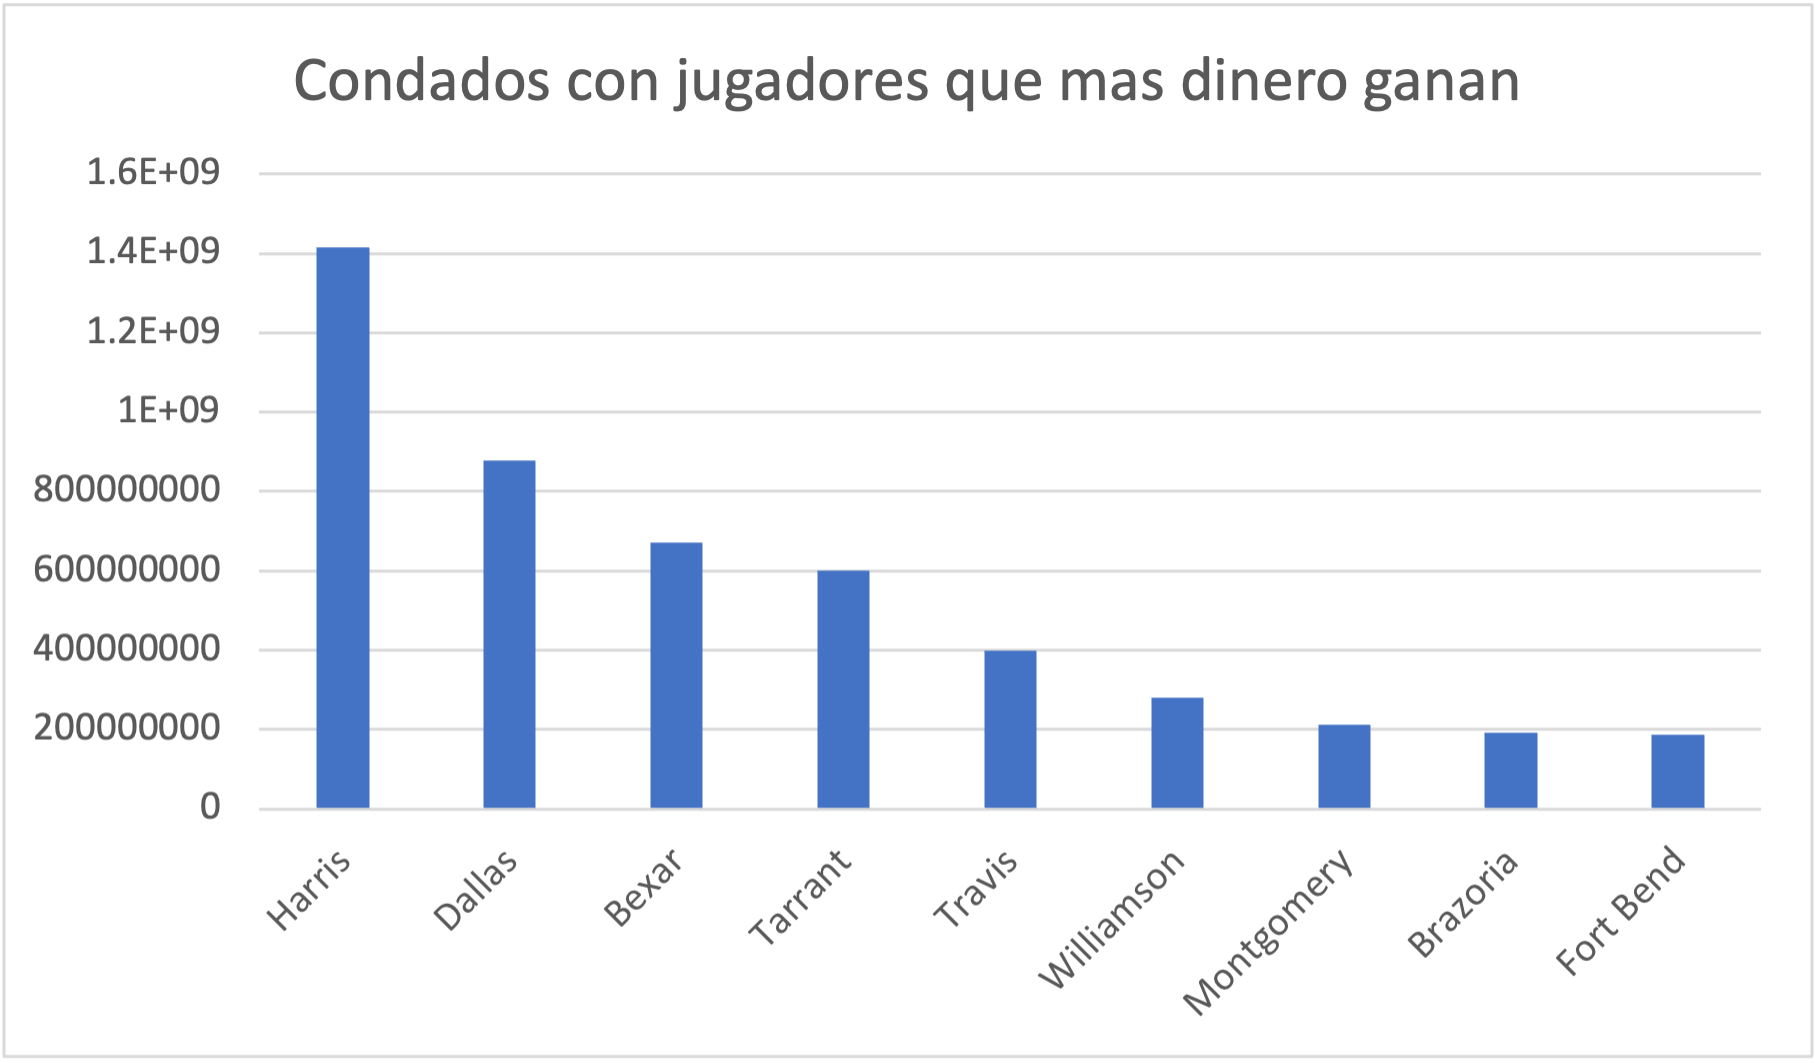 Condados con jugadores que mas dinero ganan
1.6E+09
1.4E+09
1.2E+09
1E+09
800000000
600000000
400000000
200000000
0
Harris
Dallas
Bexar
Tarrant
Travis
Williamson
Montgomery
Brazoria
Fort Bend